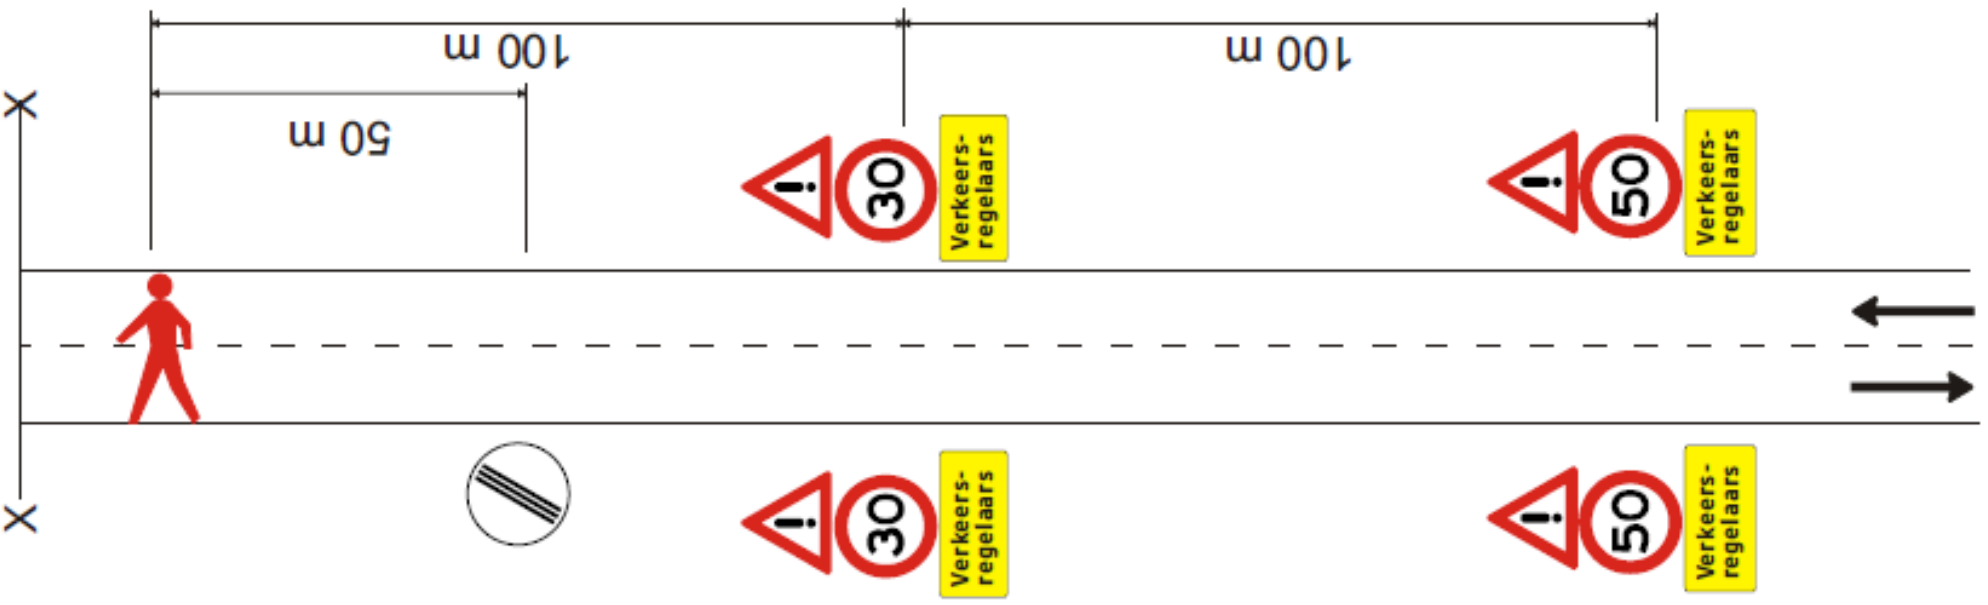 100 m
100 m
50 m
X
30
Verkeers-
regelaars
50
Verkeers-
regelaars
X
30
Verkeers-
regelaars
50
Verkeers-
regelaars